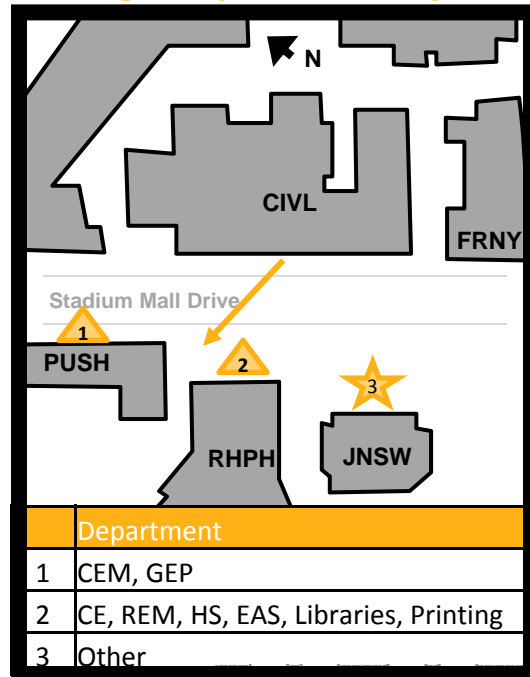 N
CIVL
FRNY
Stadium Mall Drive
1
PUSH
2
3
RHPH
JNSW
Department
1 CEM, GEP
2 CE, REM, HS, EAS, Libraries, Printing
3 Other